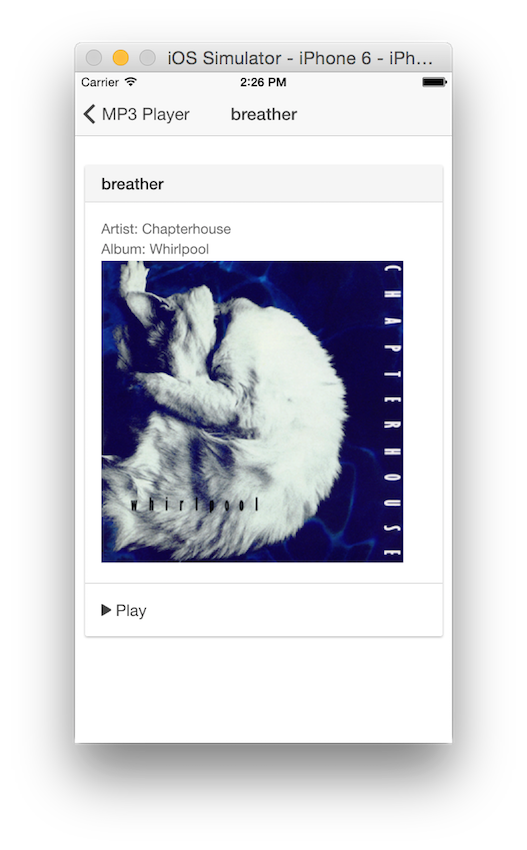 iOS Simulator - iPhone 6 - iPh...
Carrier 2:26 PM
MP3 Player breather
breather
Artist: Chapterhouse
Album: Whirlpool
CHAPTERHOUSE
whirlpool
Play